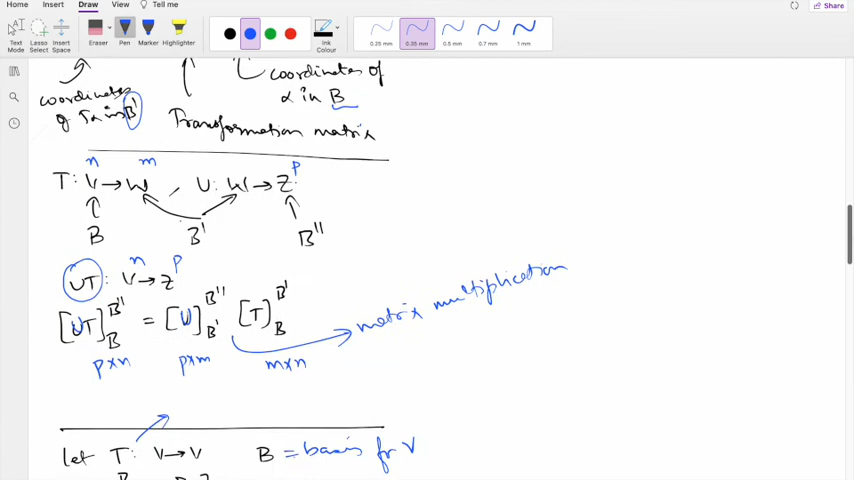 Home Insert Draw View Tell me Share
Text Mode Lasso Select Insert Space Eraser Pen Marker Highlighter Ink Colour 0.25 mm 0.35 mm 0.5 mm 0.7 mm 1 mm
coordinates of Tα in B'
Transformation matrix
coordinates of α in B
n m p
T: V → W , U: W → Z
B B' B''
n p
UT: V → Z
[UT]_B^B'' = [U]_B'^B'' [T]_B^B' matrix multiplication
p×n p×m m×n
let T: V → V B = basis for V